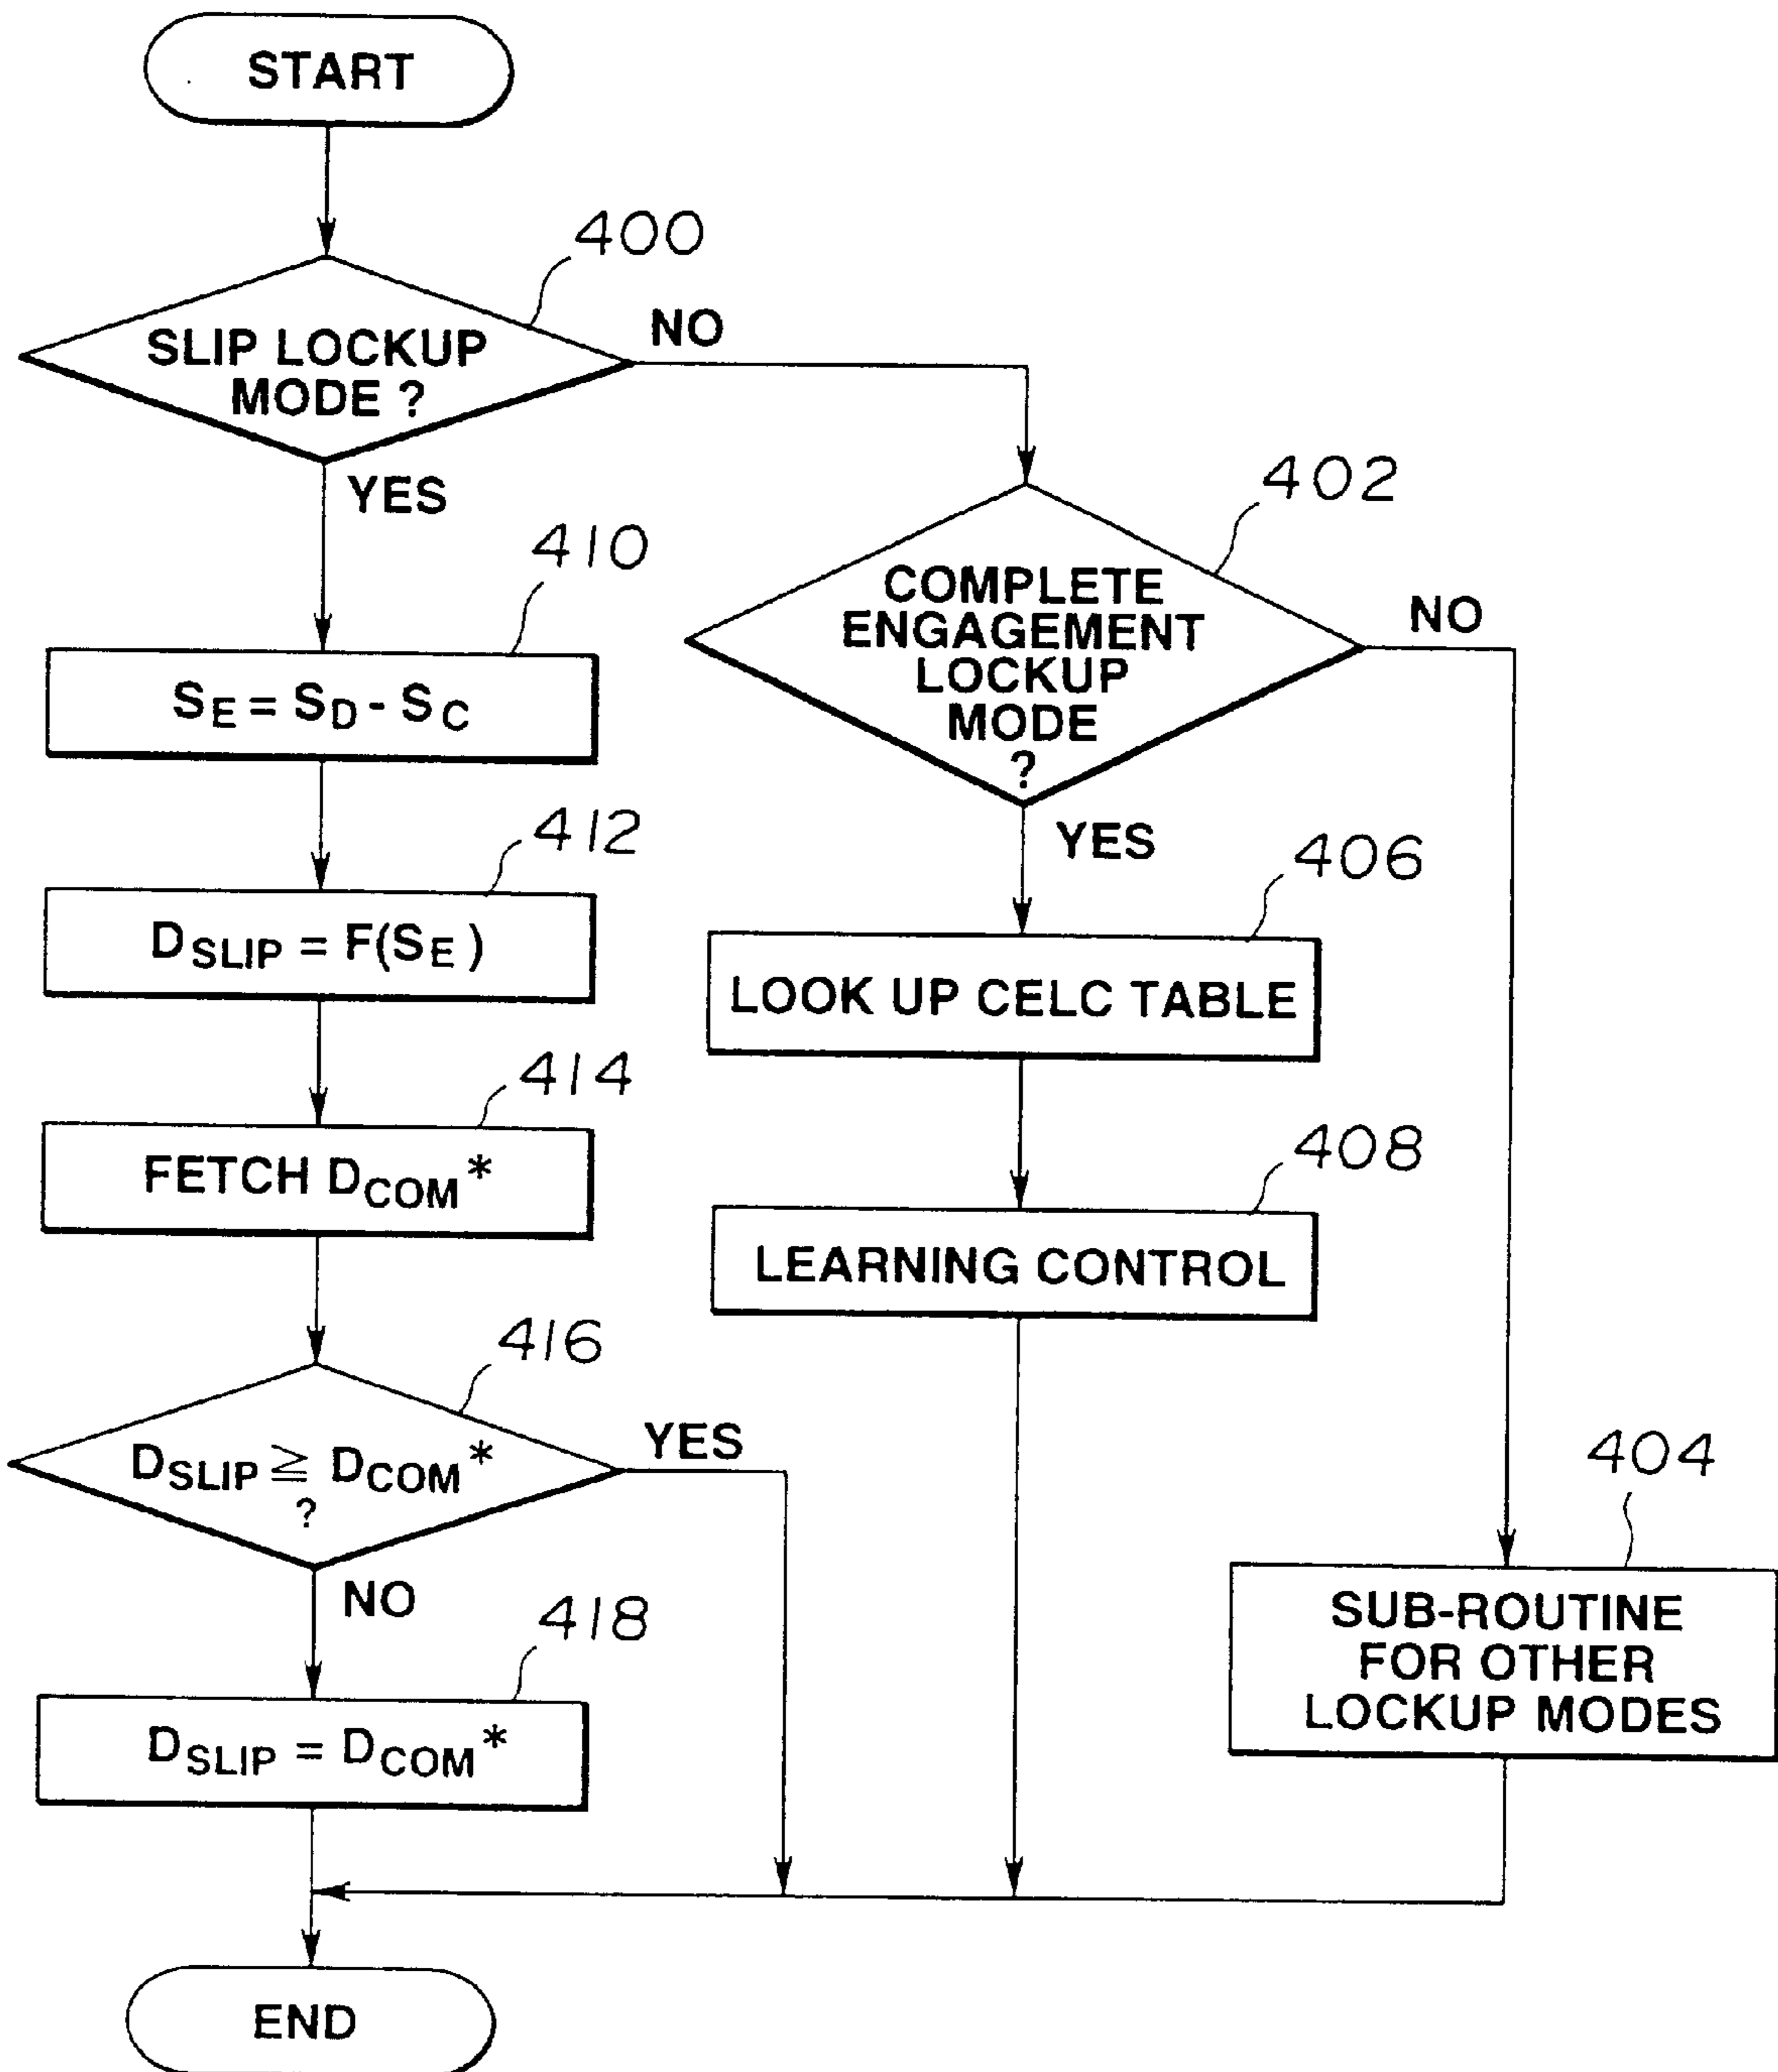 START
400
SLIP LOCKUP
MODE ?
NO
YES
402
COMPLETE
ENGAGEMENT
LOCKUP
MODE
?
NO
YES
410
SE = SD - SC
412
DSLIP = F(SE)
406
LOOK UP CELC TABLE
414
FETCH DCOM*
408
LEARNING CONTROL
416
DSLIP ≧ DCOM*
?
YES
NO
404
SUB-ROUTINE
FOR OTHER
LOCKUP MODES
418
DSLIP = DCOM*
END